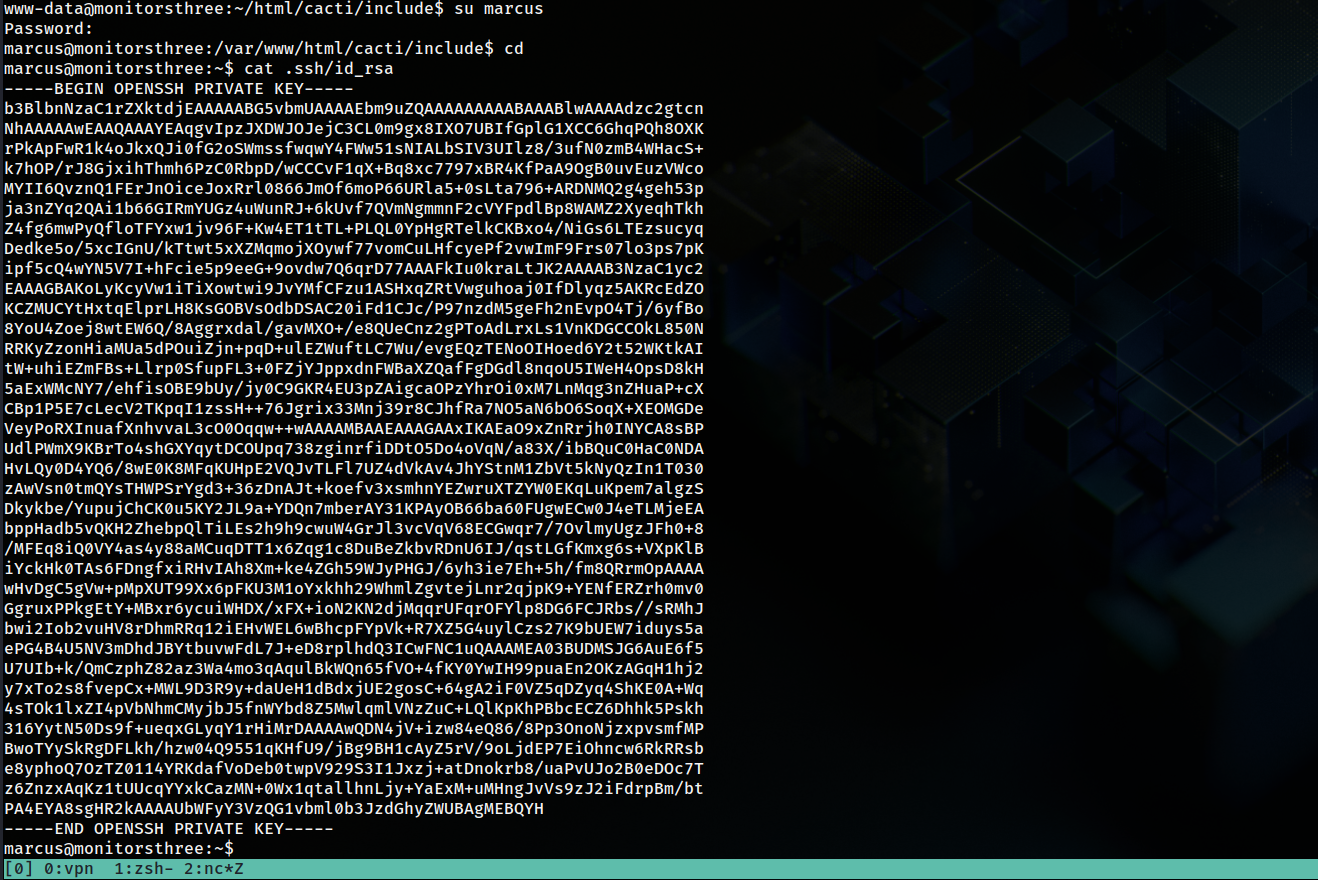 www-data@monitorsthree:~/html/cacti/include$ su marcus
Password:
marcus@monitorsthree:/var/www/html/cacti/include$ cd
marcus@monitorsthree:~$ cat .ssh/id_rsa
-----BEGIN OPENSSH PRIVATE KEY-----
b3BlbnNzaC1rZXktdjEAAAAABG5vbmUAAAAEbm9uZQAAAAAAAAABAAABlwAAAAdzc2gtcn
NhAAAAAwEAAQAAAYEAqgvIpzJXDWJOJejC3CL0m9gx8IXO7UBIfGplG1XCC6GhqPQh8OXK
rPkApFwR1k4oJkxQJi0fG2oSWmssfwqwY4FWw51sNIALbSIV3UIlz8/3ufN0zmB4WHacS+
k7hOP/rJ8GjxihThmh6PzC0RbpD/wCCCvF1qX+Bq8xc7797xBR4KfPaA9OgB0uvEuzVWco
MYII6QvznQ1FErJnOiceJoxRrl0866JmOf6moP66URla5+0sLta796+ARDNMQ2g4geh53p
ja3nZYq2QAi1b66GIRmYUGz4uWunRJ+6kUvf7QVmNgmmnF2cVYFpdlBp8WAMZ2XyeqhTkh
Z4fg6mwPyQfloTFYxw1jv96F+Kw4ET1tTL+PLQL0YpHgRTelkCKBxo4/NiGs6LTEzsucyq
Dedke5o/5xcIGnU/kTtwt5xXZMqmojXOywf77vomCuLHfcyePf2vwImF9Frs07lo3ps7pK
ipf5cQ4wYN5V7I+hFcie5p9eeG+9ovdw7Q6qrD77AAAFkIu0kraLtJK2AAAAB3NzaC1yc2
EAAAGBAKoLyKcyVw1iTiXowtwi9JvYMfCFzu1ASHxqZRtVwguhoaj0IfDlyqz5AKRcEdZO
KCZMUCYtHxtqElprLH8KsGOBVsOdbDSAC20iFd1CJc/P97nzdM5geFh2nEvpO4Tj/6yfBo
8YoU4Zoej8wtEW6Q/8Aggrxdal/gavMXO+/e8QUeCnz2gPToAdLrxLs1VnKDGCCOkL850N
RRKyZzonHiaMUa5dPOuiZjn+pqD+ulEZWuftLC7Wu/evgEQzTENoOIHoed6Y2t52WKtkAI
tW+uhiEZmFBs+Llrp0SfupFL3+0FZjYJppxdnFWBaXZQafFgDGdl8nqoU5IWeH4OpsD8kH
5aExWMcNY7/ehfisOBE9bUy/jy0C9GKR4EU3pZAigcaOPzYhrOi0xM7LnMqg3nZHuaP+cX
CBp1P5E7cLecV2TKpqI1zssH++76Jgrix33Mnj39r8CJhfRa7NO5aN6bO6SoqX+XEOMGDe
VeyPoRXInuafXnhvvaL3cO0Oqqw++wAAAAMBAAEAAAGAAxIKAEaO9xZnRrjh0INYCA8sBP
UdlPWmX9KBrTo4shGXYqytDCOUpq738zginrfiDDtO5Do4oVqN/a83X/ibBQuC0HaC0NDA
HvLQy0D4YQ6/8wE0K8MFqKUHpE2VQJvTLFl7UZ4dVkAv4JhYStnM1ZbVt5kNyQzIn1T030
zAwVsn0tmQYsTHWPSrYgd3+36zDnAJt+koefv3xsmhnYEZwruXTZYW0EKqLuKpem7algzS
Dkykbe/YupujChCK0u5KY2JL9a+YDQn7mberAY31KPAyOB66ba60FUgwECw0J4eTLMjeEA
bppHadb5vQKH2ZhebpQlTiLEs2h9h9cwuW4GrJl3vcVqV68ECGwqr7/7OvlmyUgzJFh0+8
/MFEq8iQ0VY4as4y88aMCuqDTT1x6Zqg1c8DuBeZkbvRDnU6IJ/qstLGfKmxg6s+VXpKlB
iYckHk0TAs6FDngfxiRHvIAh8Xm+ke4ZGh59WJyPHGJ/6yh3ie7Eh+5h/fm8QRrmOpAAAA
wHvDgC5gVw+pMpXUT99Xx6pFKU3M1oYxkhh29WhmlZgvtejLnr2qjpK9+YENfERZrh0mv0
GgruxPPkgEtY+MBxr6ycuiWHDX/xFX+ioN2KN2djMqqrUFqrOFYlp8DG6FCJRbs//sRMhJ
bwi2Iob2vuHV8rDhmRRq12iEHvWEL6wBhcpFYpVk+R7XZ5G4uylCzs27K9bUEW7iduys5a
ePG4B4U5NV3mDhdJBYtbuvwFdL7J+eD8rplhdQ3ICwFNC1uQAAAMEA03BUDMSJG6AuE6f5
U7UIb+k/QmCzphZ82az3Wa4mo3qAqulBkWQn65fVO+4fKY0YwIH99puaEn2OKzAGqH1hj2
y7xTo2s8fvepCx+MWL9D3R9y+daUeH1dBdxjUE2gosC+64gA2iF0VZ5qDZyq4ShKE0A+Wq
4sTOk1lxZI4pVbNhmCMyjbJ5fnWYbd8Z5MwlqmlVNzZuC+LQlKpKhPBbcECZ6Dhhk5Pskh
316YytN50Ds9f+ueqxGLyqY1rHiMrDAAAAwQDN4jV+izw84eQ86/8Pp3OnoNjzxpvsmfMP
BwoTYySkRgDFLkh/hzw04Q9551qKHfU9/jBg9BH1cAyZ5rV/9oLjdEP7EiOhncw6RkRRsb
e8yphoQ7OzTZ0114YRKdafVoDeb0twpV929S3I1Jxzj+atDnokrb8/uaPvUJo2B0eDOc7T
z6ZnzxAqKz1tUUcqYYxkCazMN+0Wx1qtallhnLjy+YaExM+uMHngJvVs9zJ2iFdrpBm/bt
PA4EYA8sgHR2kAAAAUbWFyY3VzQG1vbml0b3JzdGhyZWUBAgMEBQYH
-----END OPENSSH PRIVATE KEY-----
marcus@monitorsthree:~$
[0] 0:vpn  1:zsh- 2:nc*Z